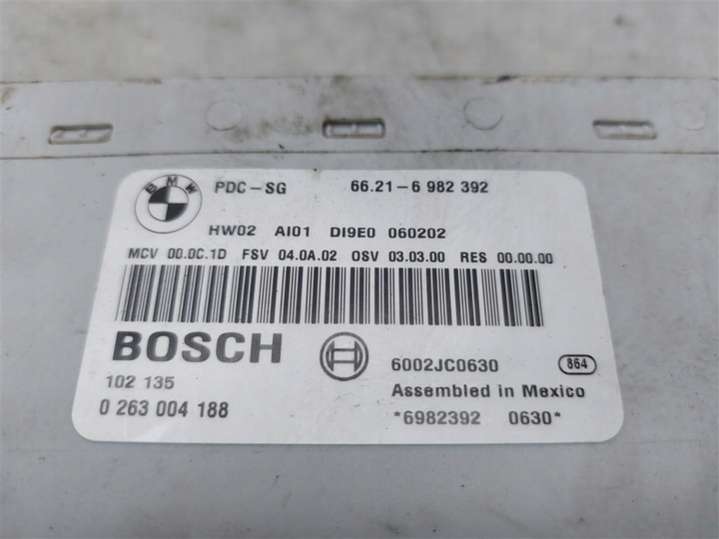 BMW PDC-SG 66.21-6 982 392
HW02 AI01 DI9E0 060202
MCV 00.0C.1D FSV 04.0A.02 OSV 03.03.00 RES 00.00.00
BOSCH
6002JC0630 864
102 135 Assembled in Mexico
0 263 004 188 *6982392 0630*